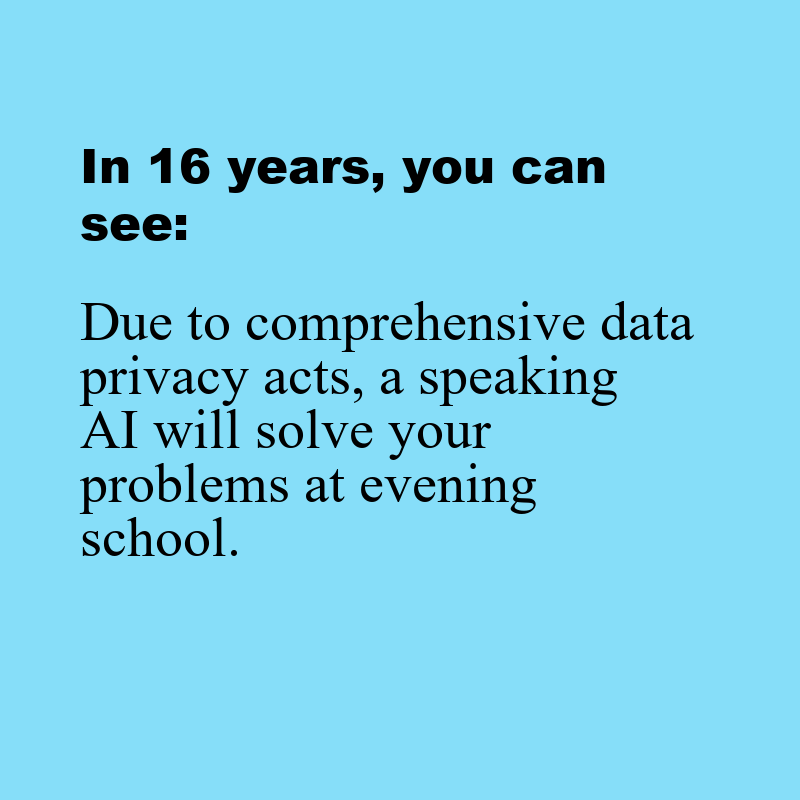 In 16 years, you can
see:
Due to comprehensive data
privacy acts, a speaking
AI will solve your
problems at evening
school.